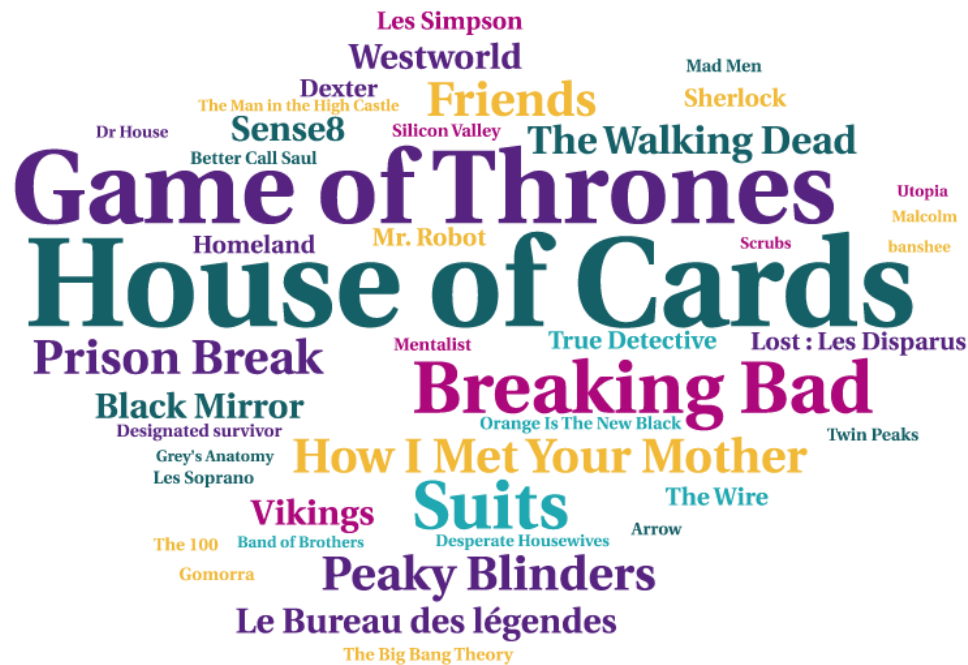 Les Simpson
Westworld
Mad Men
Dexter
Friends
Sherlock
The Man in the High Castle
Dr House
Sense8
Silicon Valley
The Walking Dead
Better Call Saul
Game of Thrones
Utopia
Malcolm
Homeland
Mr. Robot
Scrubs
banshee
House of Cards
Prison Break
Mentalist
True Detective
Lost : Les Disparus
Breaking Bad
Black Mirror
Orange Is The New Black
Designated survivor
Twin Peaks
Grey's Anatomy
How I Met Your Mother
Les Soprano
Suits
The Wire
Vikings
Arrow
The 100
Band of Brothers
Desperate Housewives
Gomorra
Peaky Blinders
Le Bureau des légendes
The Big Bang Theory